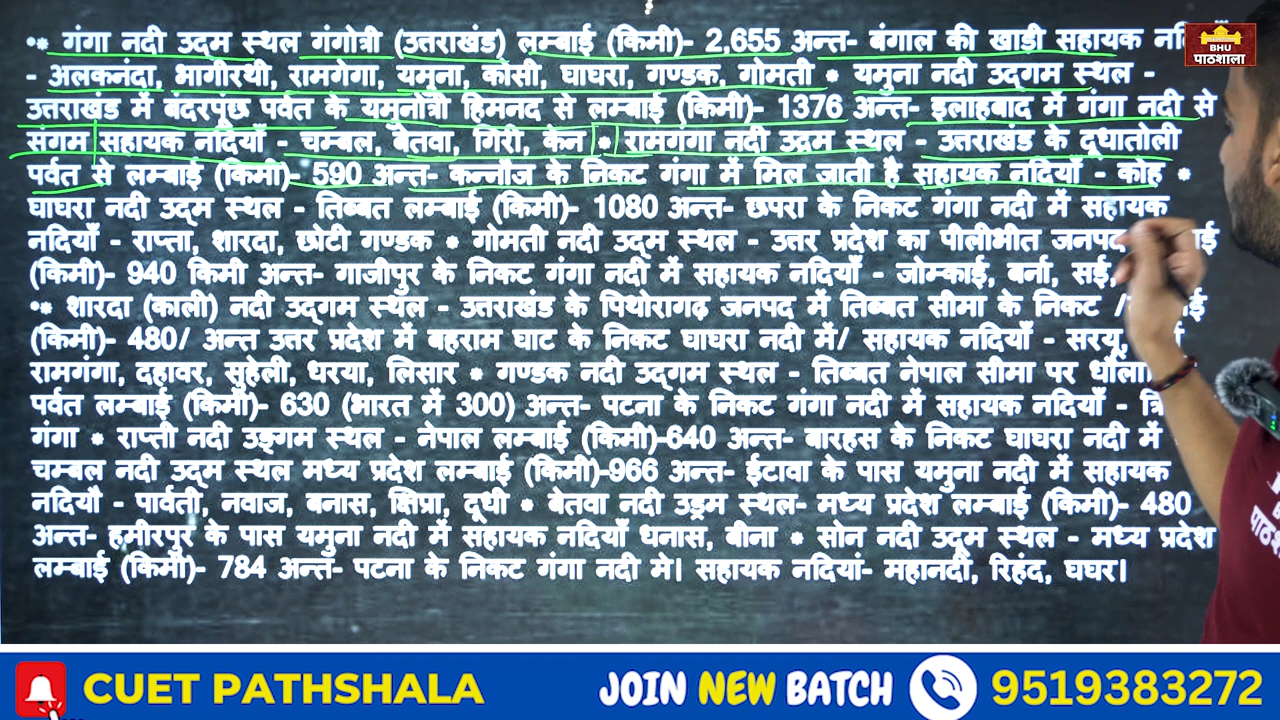 •* गंगा नदी उद्म स्थल गंगोत्री (उत्तराखंड) लम्बाई (किमी)- 2,655 अन्त- बंगाल की खाड़ी सहायक
- अलकनंदा, भागीरथी, रामगेगा, यमुना, कोसी, घाघरा, गण्डक, गोमती * यमुना नदी उद्‌गम स्थल -
उत्तराखंड में बंदरपूंछ पर्वत के यमुनोत्री हिमनद से लम्बाई (किमी)- 1376 अन्त- इलाहबाद में गंगा नदी से
संगम सहायक नदियाँ - चम्बल, बेतवा, गिरी, केन * रामगंगा नदी उद्रम स्थल - उत्तराखंड के दूधातोली
पर्वत से लम्बाई (किमी)- 590 अन्त- कन्नौज के निकट गंगा में मिल जाती है सहायक नदियाँ - कोह *
घाघरा नदी उद्म स्थल - तिब्बत लम्बाई (किमी)- 1080 अन्त- छपरा के निकट गंगा नदी में सहायक
नदियाँ - राप्ता, शारदा, छोटी गण्डक * गोमती नदी उद्म स्थल - उत्तर प्रदेश का पीलीभीत
(किमी)- 940 किमी अन्त- गाजीपुर के निकट गंगा नदी में सहायक नदियाँ - जोम्काई, बर्ना, सई,
•* शारदा (काली) नदी उद्‌गम स्थल - उत्तराखंड के पिथोरागढ़ जनपद में तिब्बत सीमा के निकट /
(किमी)- 480/ अन्त उत्तर प्रदेश में बहराम घाट के निकट घाघरा नदी में/ सहायक नदियाँ - सरयू,
रामगंगा, दहावर, सुहेली, धरया, लिसार * गण्डक नदी उद्‌गम स्थल - तिब्बत नेपाल सीमा पर
पर्वत लम्बाई (किमी)- 630 (भारत में 300) अन्त- पटना के निकट गंगा नदी में सहायक नदियाँ -
गंगा * राप्ती नदी उङ्गम स्थल - नेपाल लम्बाई (किमी)-640 अन्त- बारहस के निकट घाघरा नदी में
चम्बल नदी उद्म स्थल मध्य प्रदेश लम्बाई (किमी)-966 अन्त- ईटावा के पास यमुना नदी में सहायक
नदियौ - पार्वती, नवाज, बनास, क्षिप्रा, दूधी * बेतवा नदी उड्रम स्थल- मध्य प्रदेश लम्बाई (किमी)- 480
अन्त- हमीरपुर के पास यमुना नदी में सहायक नदियाँ धनास, बीना * सोन नदी उद्रूम स्थल - मध्य प्रदेश
लम्बाई (किमी)- 784 अन्त- पटना के निकट गंगा नदी मे। सहायक नदियां- महानदी, रिहंद, घघर।
BHU
पाठशाला
CUET PATHSHALA
JOIN NEW BATCH
9519383272